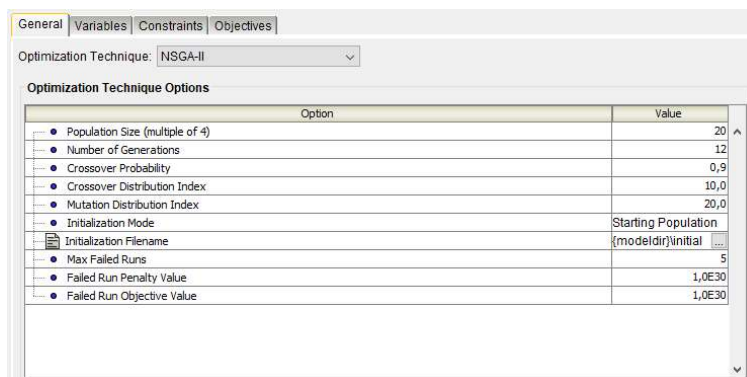 General Variables Constraints Objectives
Optimization Technique: NSGA-II
Optimization Technique Options
Option Value
Population Size (multiple of 4) 20
Number of Generations 12
Crossover Probability 0,9
Crossover Distribution Index 10,0
Mutation Distribution Index 20,0
Initialization Mode Starting Population
Initialization Filename {modeldir}\initial ...
Max Failed Runs 5
Failed Run Penalty Value 1,0E30
Failed Run Objective Value 1,0E30